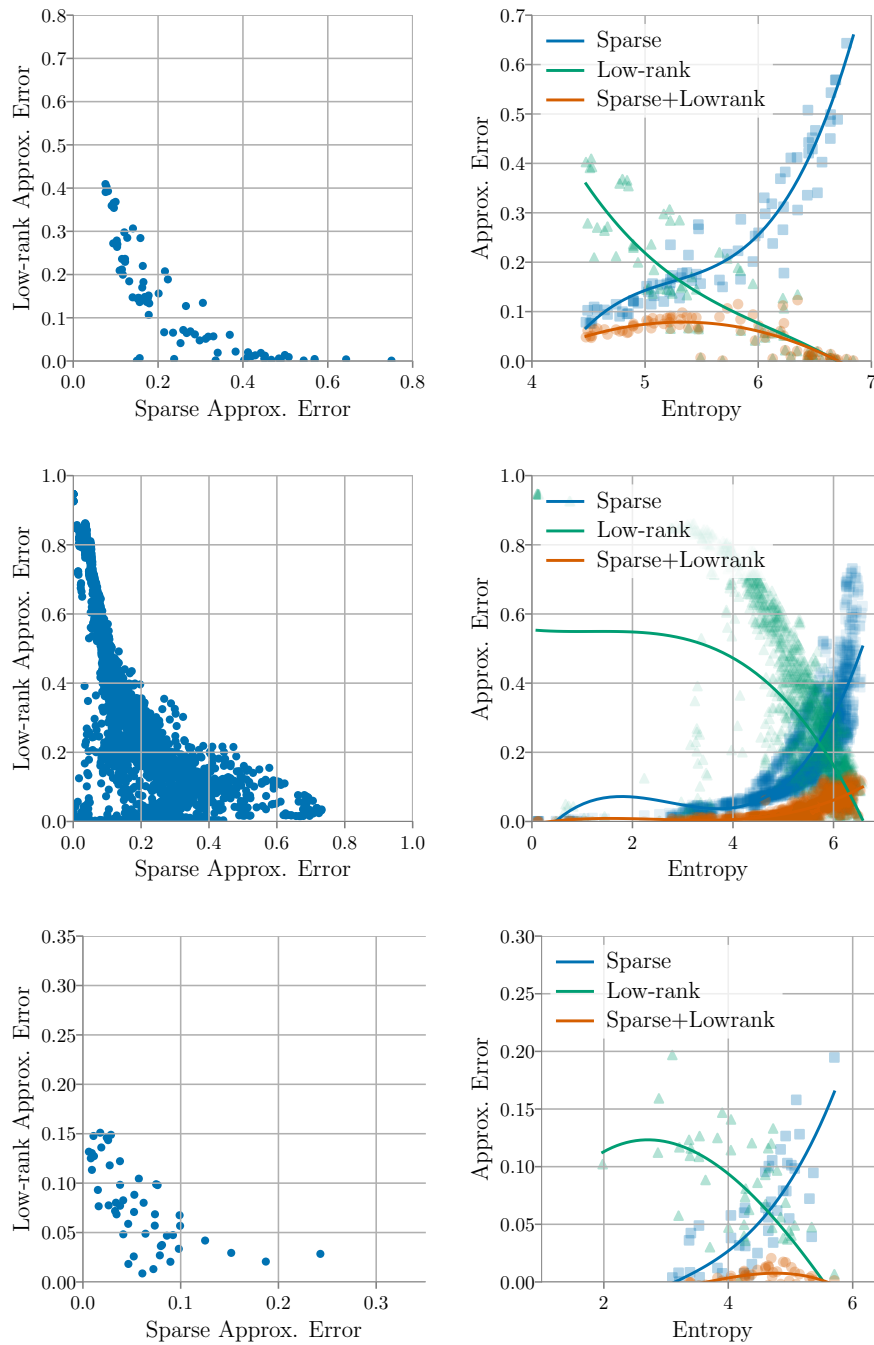 0.8
0.7
0.6
0.5
0.4
0.3
0.2
0.1
0.0
0.0 0.2 0.4 0.6 0.8
Low-rank Approx. Error
Sparse Approx. Error
0.7
0.6
0.5
0.4
0.3
0.2
0.1
0.0
4 5 6 7
Approx. Error
Entropy
Sparse
Low-rank
Sparse+Lowrank
1.0
0.8
0.6
0.4
0.2
0.0
0.0 0.2 0.4 0.6 0.8 1.0
Low-rank Approx. Error
Sparse Approx. Error
1.0
0.8
0.6
0.4
0.2
0.0
0 2 4 6
Approx. Error
Entropy
Sparse
Low-rank
Sparse+Lowrank
0.35
0.30
0.25
0.20
0.15
0.10
0.05
0.00
0.0 0.1 0.2 0.3
Low-rank Approx. Error
Sparse Approx. Error
0.30
0.25
0.20
0.15
0.10
0.05
0.00
2 4 6
Approx. Error
Entropy
Sparse
Low-rank
Sparse+Lowrank